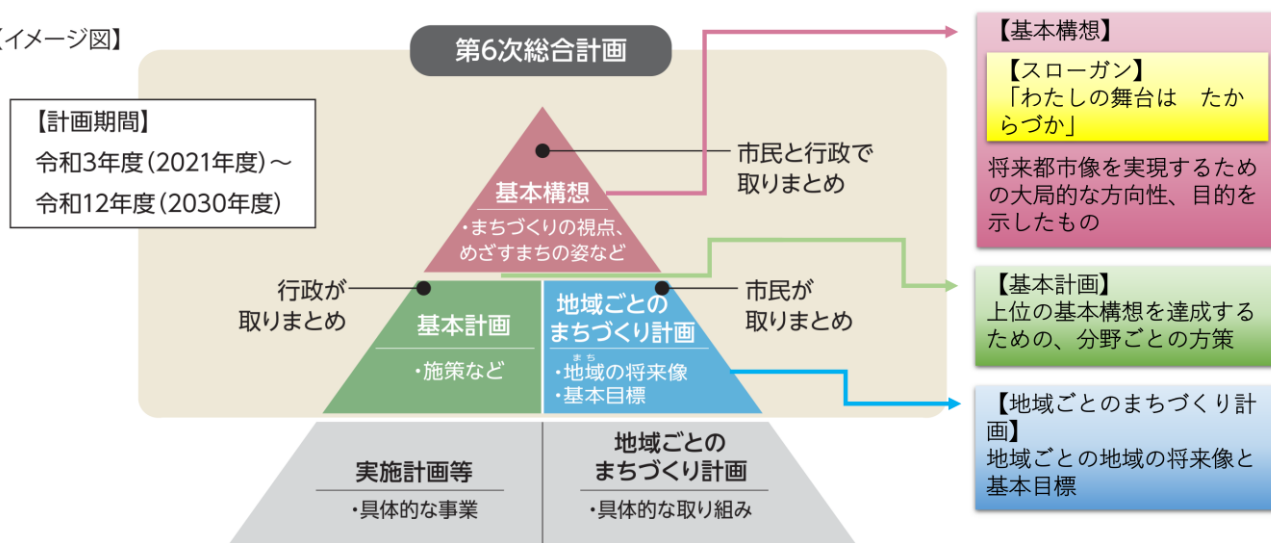 【イメージ図】
第6次総合計画
【計画期間】
令和3年度(2021年度)～
令和12年度(2030年度)
市民と行政で
取りまとめ
基本構想
・まちづくりの視点、
めざすまちの姿など
行政が
取りまとめ
基本計画
・施策など
地域ごとの
まちづくり計画
まち
・地域の将来像
・基本目標
市民が
取りまとめ
実施計画等
・具体的な事業
地域ごとの
まちづくり計画
・具体的な取り組み
【基本構想】
【スローガン】
「わたしの舞台は　たか
らづか」
将来都市像を実現するため
の大局的な方向性、目的を
示したもの
【基本計画】
上位の基本構想を達成する
ための、分野ごとの方策
【地域ごとのまちづくり計
画】
地域ごとの地域の将来像と
基本目標